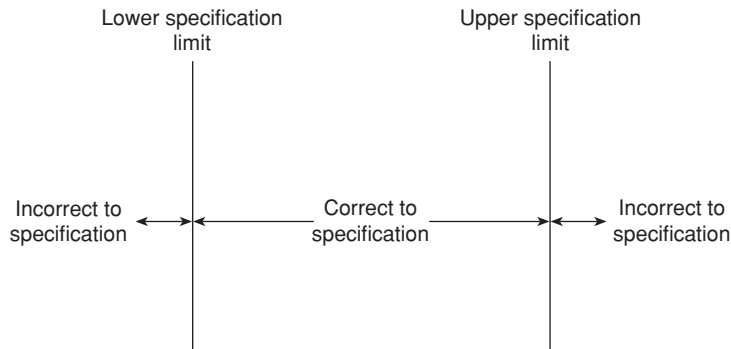 Lower specification
limit
Upper specification
limit
Incorrect to
specification
Correct to
specification
Incorrect to
specification